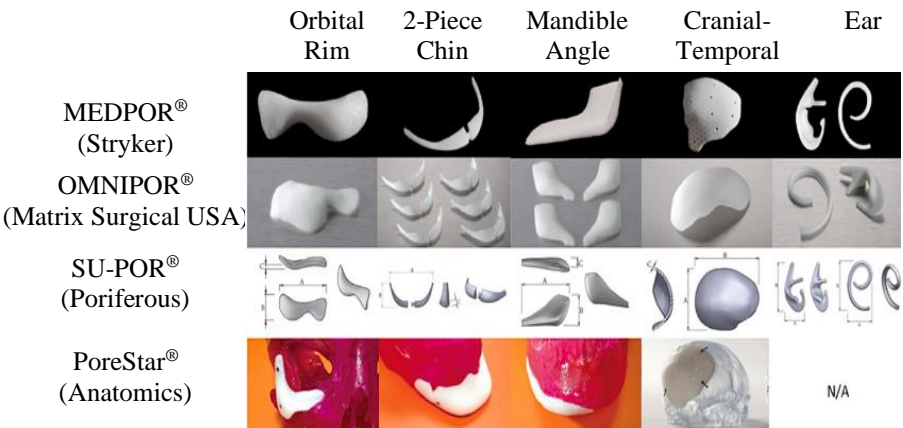 Orbital Rim 2-Piece Chin Mandible Angle Cranial-Temporal Ear
MEDPOR®
(Stryker)
OMNIPOR®
(Matrix Surgical USA)
SU-POR®
(Poriferous)
PoreStar®
(Anatomics)
N/A